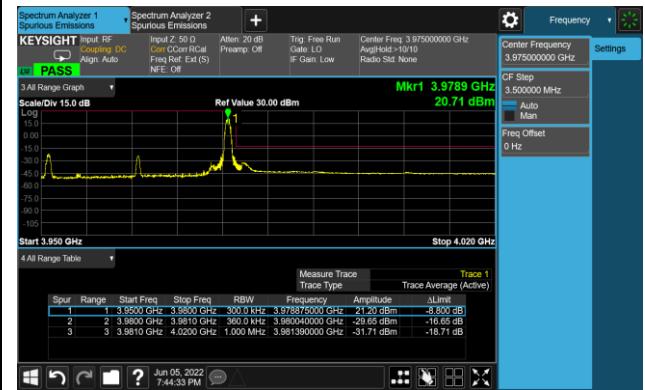 Spectrum Analyzer 1
Spurious Emissions
Spectrum Analyzer 2
Spurious Emissions
+
Frequency
KEYSIGHT
Input: RF
Coupling: DC
Align: Auto
Input Z: 50 Ω
Corr CCorr RCal
Freq Ref: Ext (S)
NFE: Off
Atten: 20 dB
Preamp: Off
Trig: Free Run
Gate: LO
IF Gain: Low
Center Freq: 3.975000000 GHz
Avg|Hold:>10/10
Radio Std: None
PASS
Center Frequency
3.975000000 GHz
Settings
CF Step
3.500000 MHz
Auto
Man
Freq Offset
0 Hz
3 All Range Graph
Mkr1 3.9789 GHz
Scale/Div 15.0 dB
Ref Value 30.00 dBm
20.71 dBm
Log
15.0
0.00
-15.0
-30.0
-45.0
-60.0
-75.0
-90.0
-105
1
Start 3.950 GHz
Stop 4.020 GHz
4 All Range Table
Measure Trace Trace 1
Trace Type Trace Average (Active)
Spur Range Start Freq Stop Freq RBW Frequency Amplitude ΔLimit
1 1 3.9500 GHz 3.9800 GHz 300.0 kHz 3.978875000 GHz 21.20 dBm -8.800 dB
2 2 3.9800 GHz 3.9810 GHz 360.0 kHz 3.980040000 GHz -29.65 dBm -16.65 dB
3 3 3.9810 GHz 4.0200 GHz 1.000 MHz 3.981390000 GHz -31.71 dBm -18.71 dB
?
Jun 05, 2022
7:44:33 PM